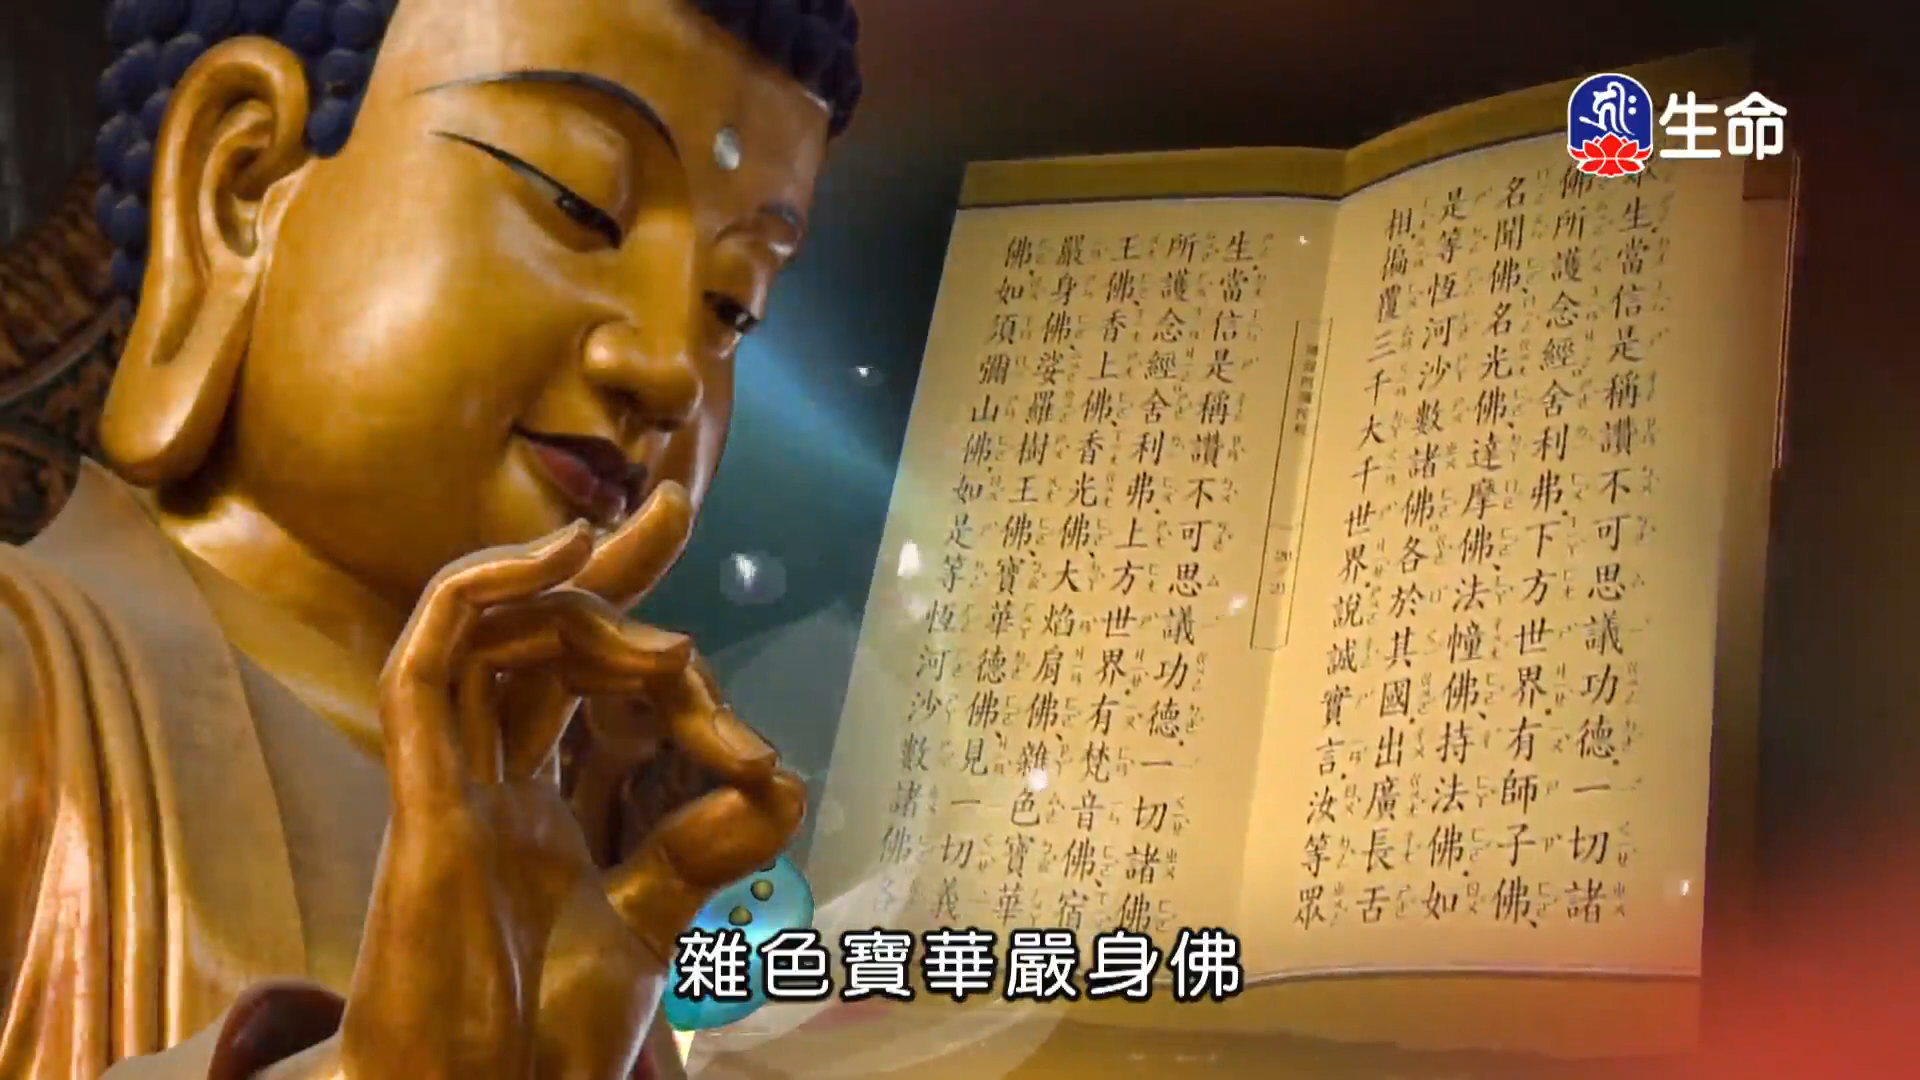 生命
眾生當信是稱讚不可思議功德。一切諸
佛所護念經舍利弗。下方世界。有師子佛、
名聞佛、名光佛、達摩佛、法幢佛、持法佛。如
是等恆河沙數諸佛各於其國。出廣長舌
相。徧覆三千大千世界。說誠實言。汝等眾
生。當信是稱讚不可思議功德。一切諸佛
所護念經舍利弗。上方世界。有梵音佛、宿
王佛、香上佛、香光佛、大焰肩佛、雜色寶華
嚴身佛、娑羅樹王佛、寶華德佛、見一切義
佛。如須彌山佛。如是等恆河沙數諸佛各
雜色寶華嚴身佛